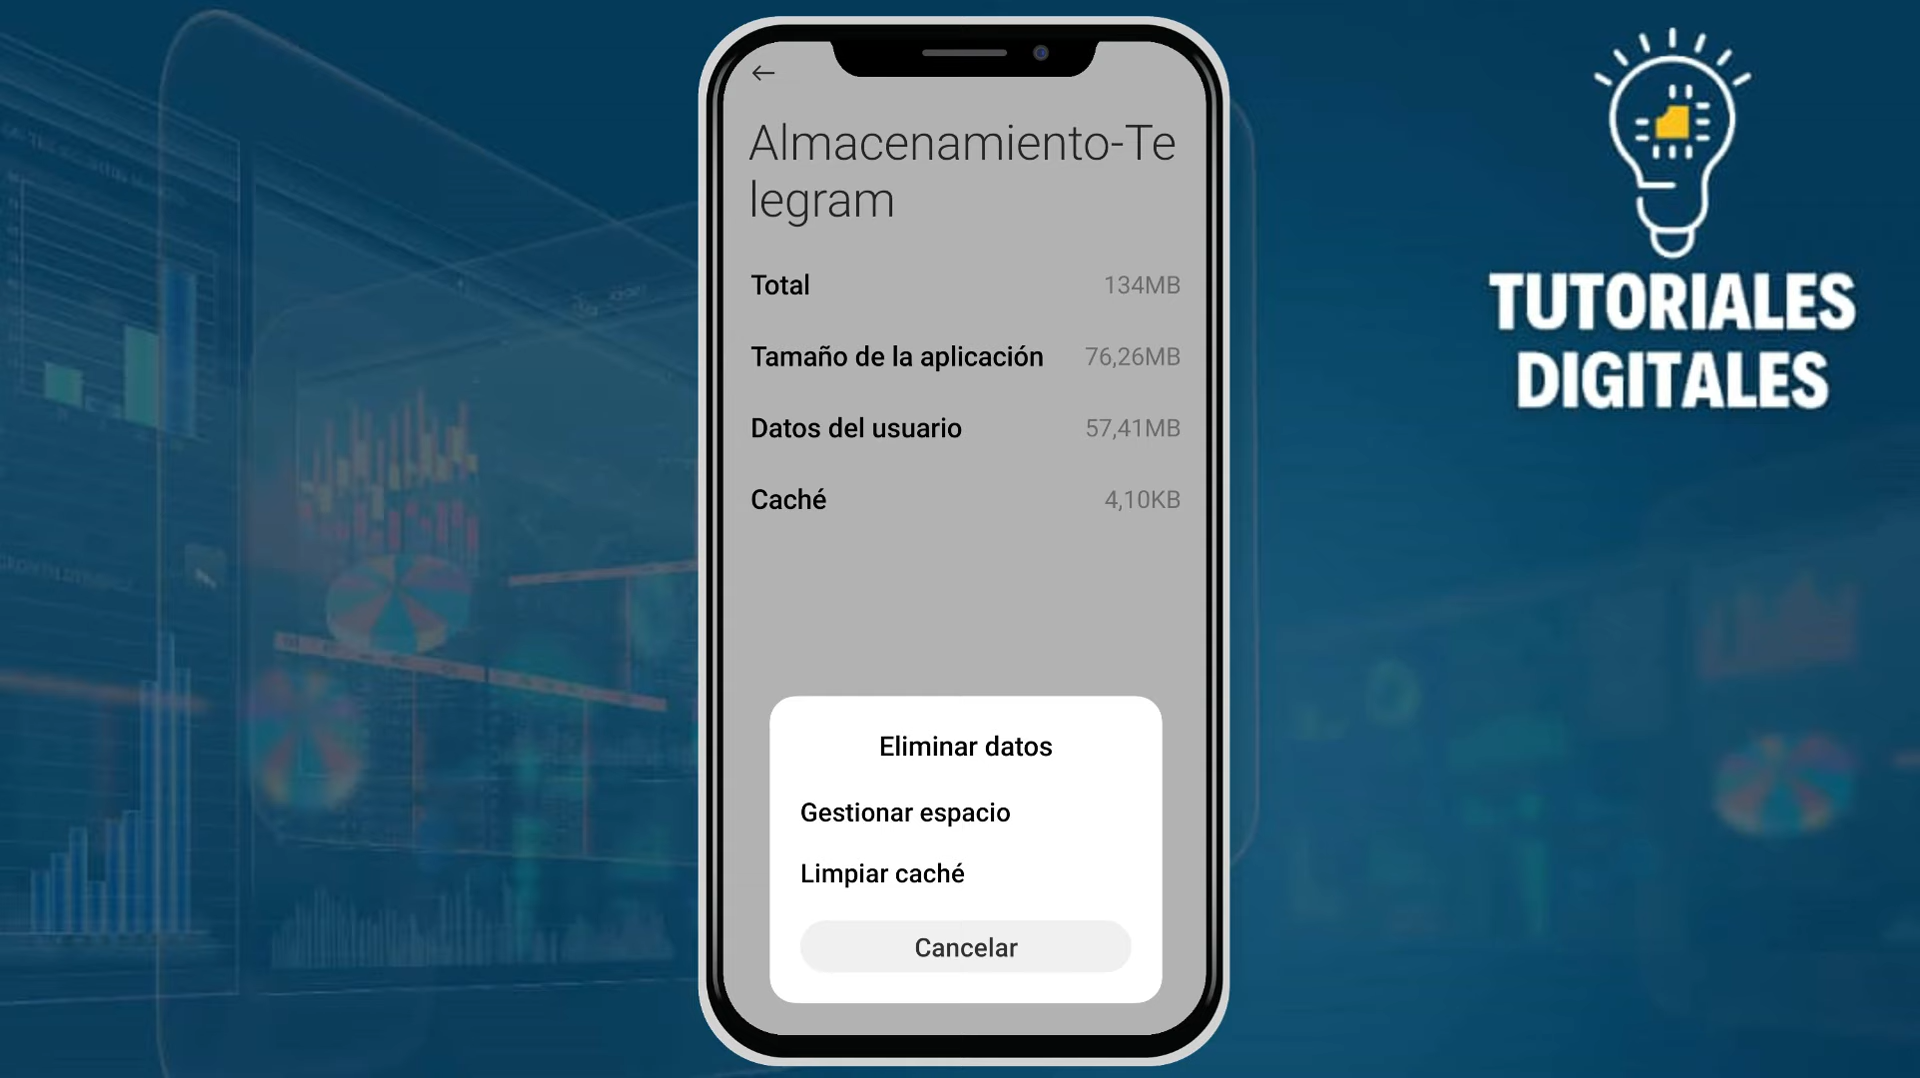 Almacenamiento-Te
legram
Total 134MB
Tamaño de la aplicación 76,26MB
Datos del usuario 57,41MB
Caché 4,10KB
Eliminar datos
Gestionar espacio
Limpiar caché
Cancelar
TUTORIALES
DIGITALES